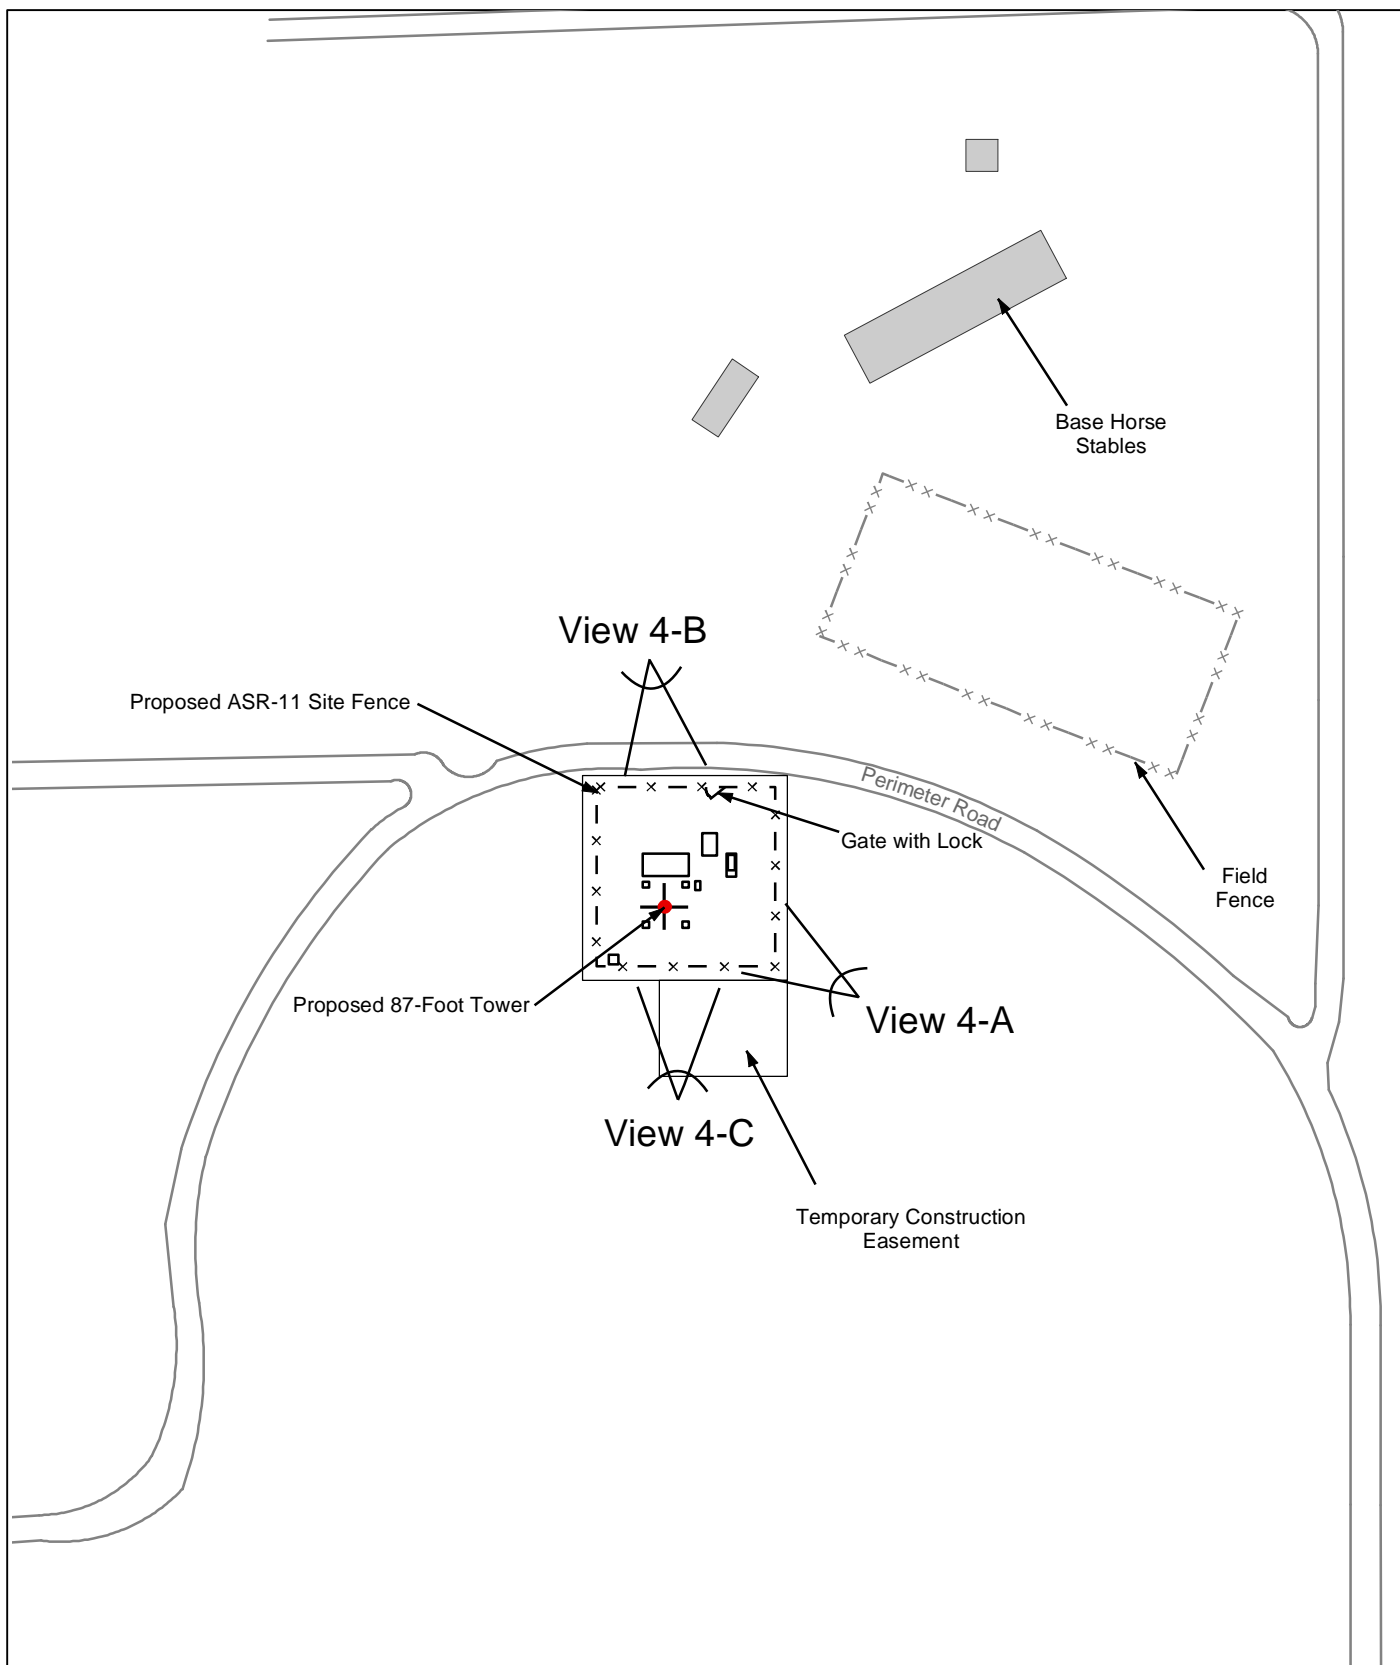 Base Horse
Stables
View 4-B
Proposed ASR-11 Site Fence
Perimeter Road
Gate with Lock
Field
Fence
Proposed 87-Foot Tower
View 4-A
View 4-C
Temporary Construction
Easement